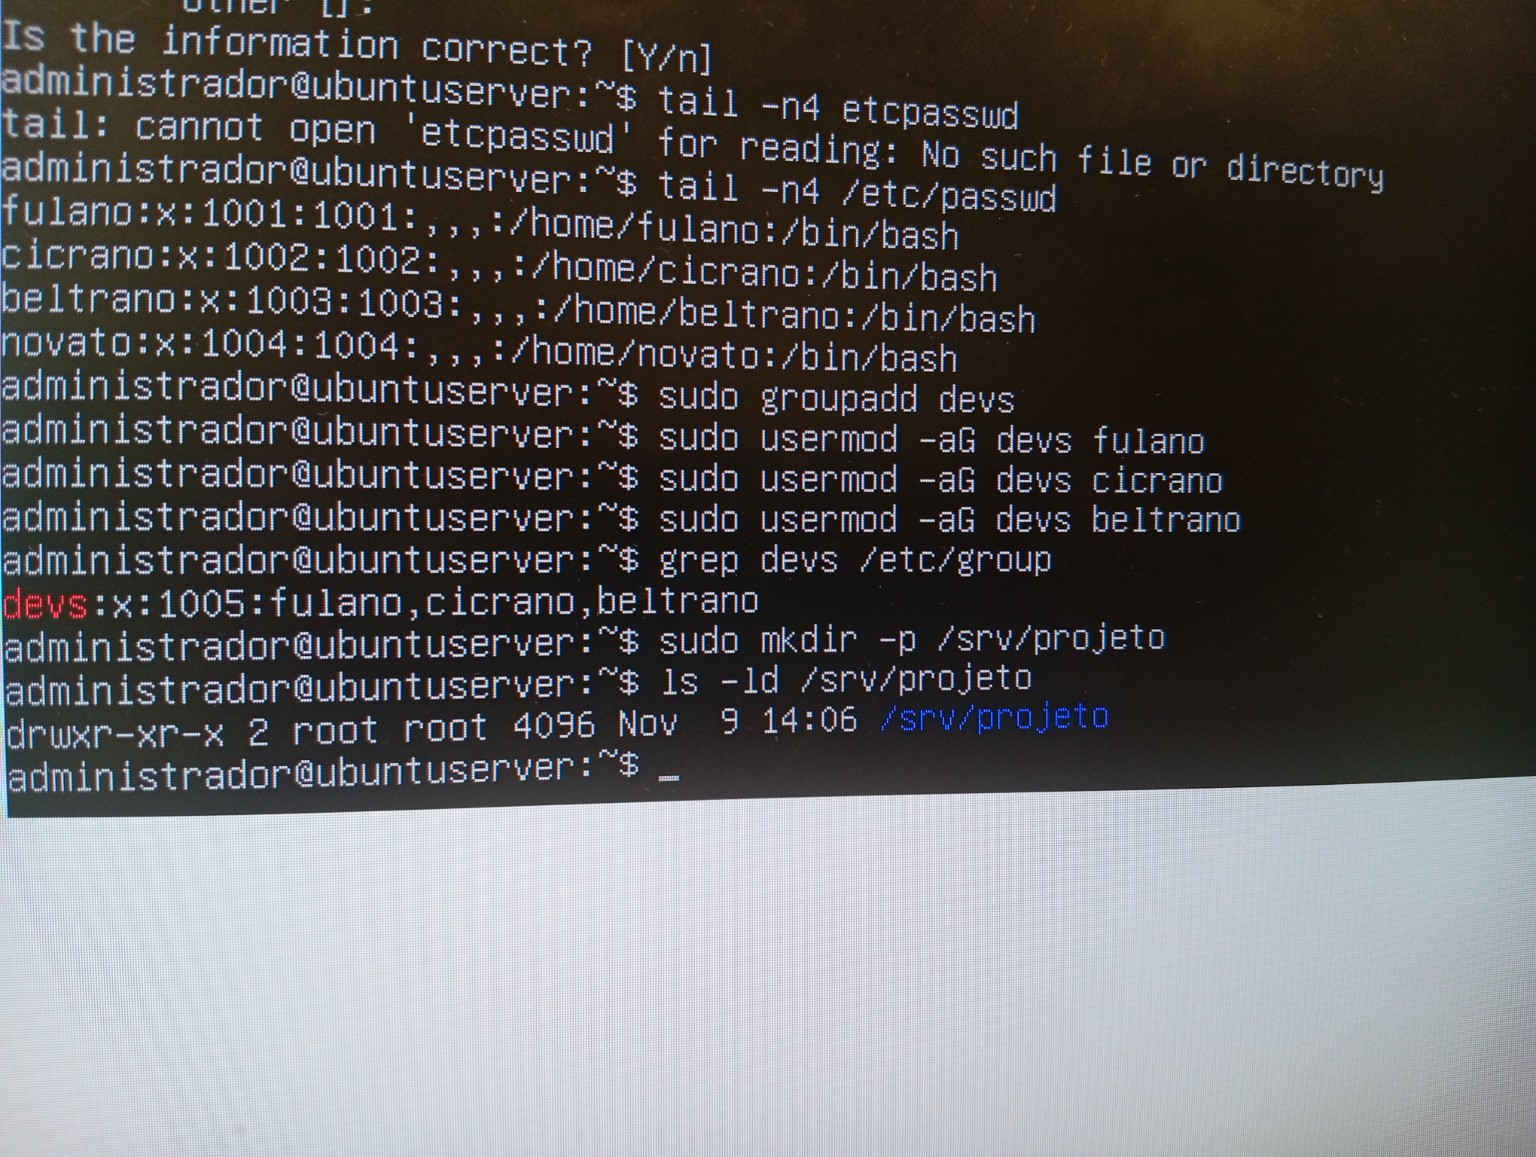 other []:
Is the information correct? [Y/n]
administrador@ubuntuserver:~$ tail -n4 etcpasswd
tail: cannot open 'etcpasswd' for reading: No such file or directory
administrador@ubuntuserver:~$ tail -n4 /etc/passwd
fulano:x:1001:1001:,,,:/home/fulano:/bin/bash
cicrano:x:1002:1002:,,,:/home/cicrano:/bin/bash
beltrano:x:1003:1003:,,,:/home/beltrano:/bin/bash
novato:x:1004:1004:,,,:/home/novato:/bin/bash
administrador@ubuntuserver:~$ sudo groupadd devs
administrador@ubuntuserver:~$ sudo usermod -aG devs fulano
administrador@ubuntuserver:~$ sudo usermod -aG devs cicrano
administrador@ubuntuserver:~$ sudo usermod -aG devs beltrano
administrador@ubuntuserver:~$ grep devs /etc/group
devs:x:1005:fulano,cicrano,beltrano
administrador@ubuntuserver:~$ sudo mkdir -p /srv/projeto
administrador@ubuntuserver:~$ ls -ld /srv/projeto
drwxr-xr-x 2 root root 4096 Nov  9 14:06 /srv/projeto
administrador@ubuntuserver:~$ _